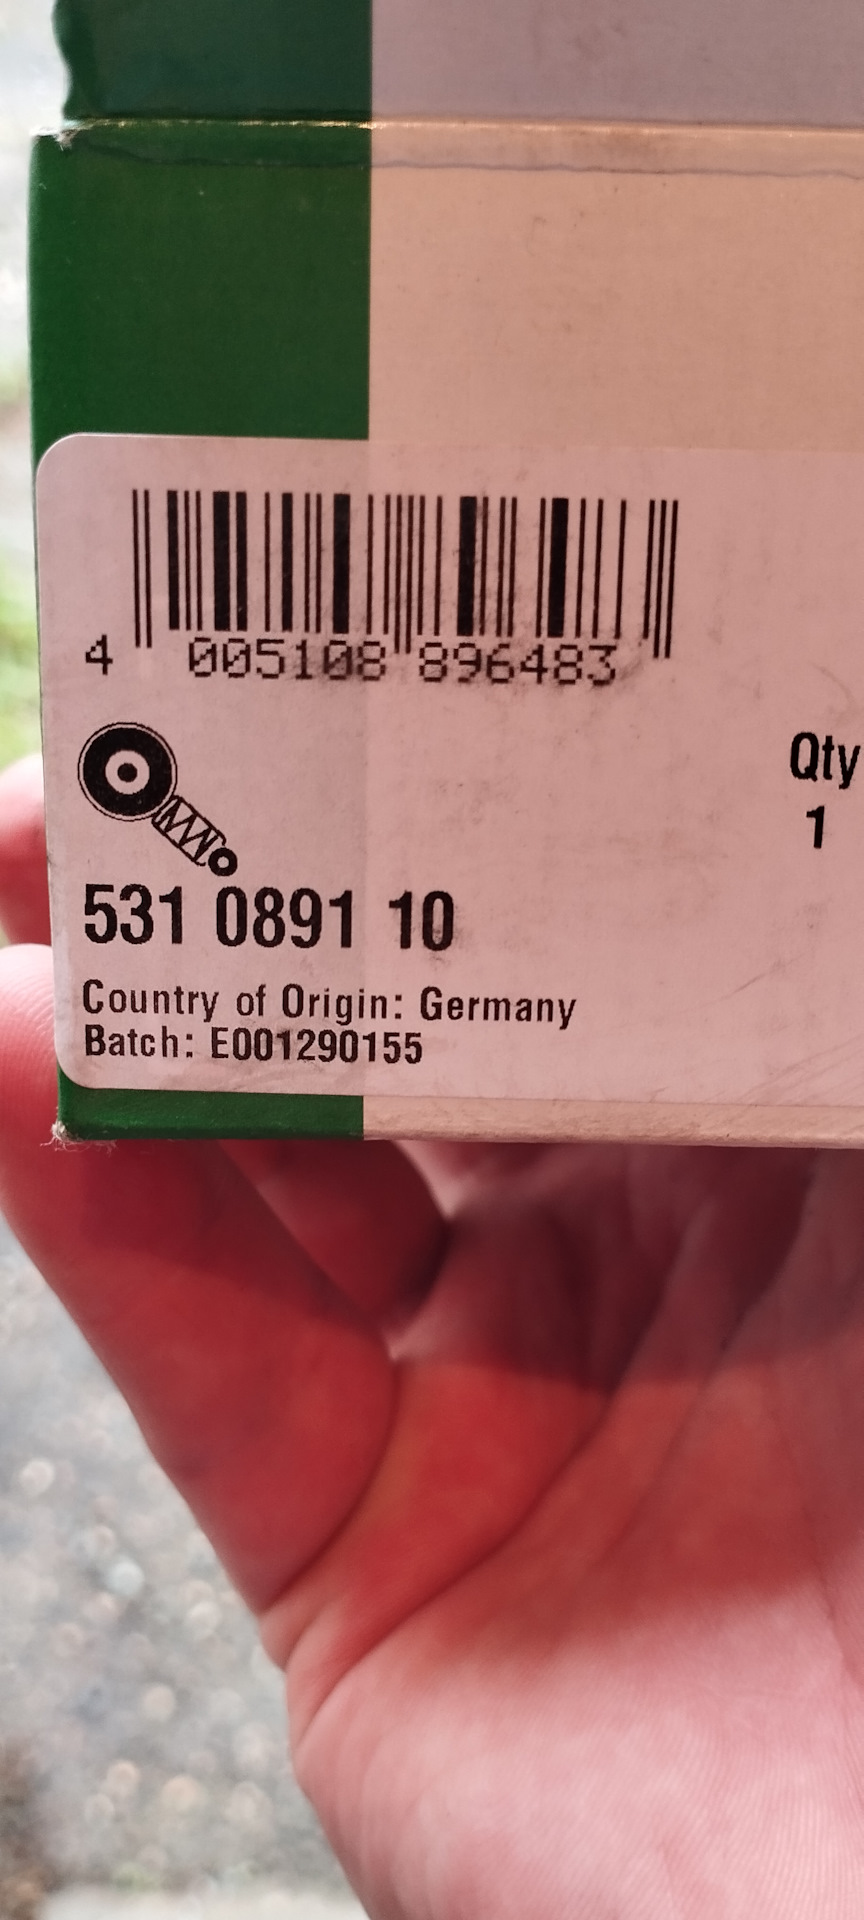 4 005108 896483
Qty
1
531 0891 10
Country of Origin: Germany
Batch: E001290155